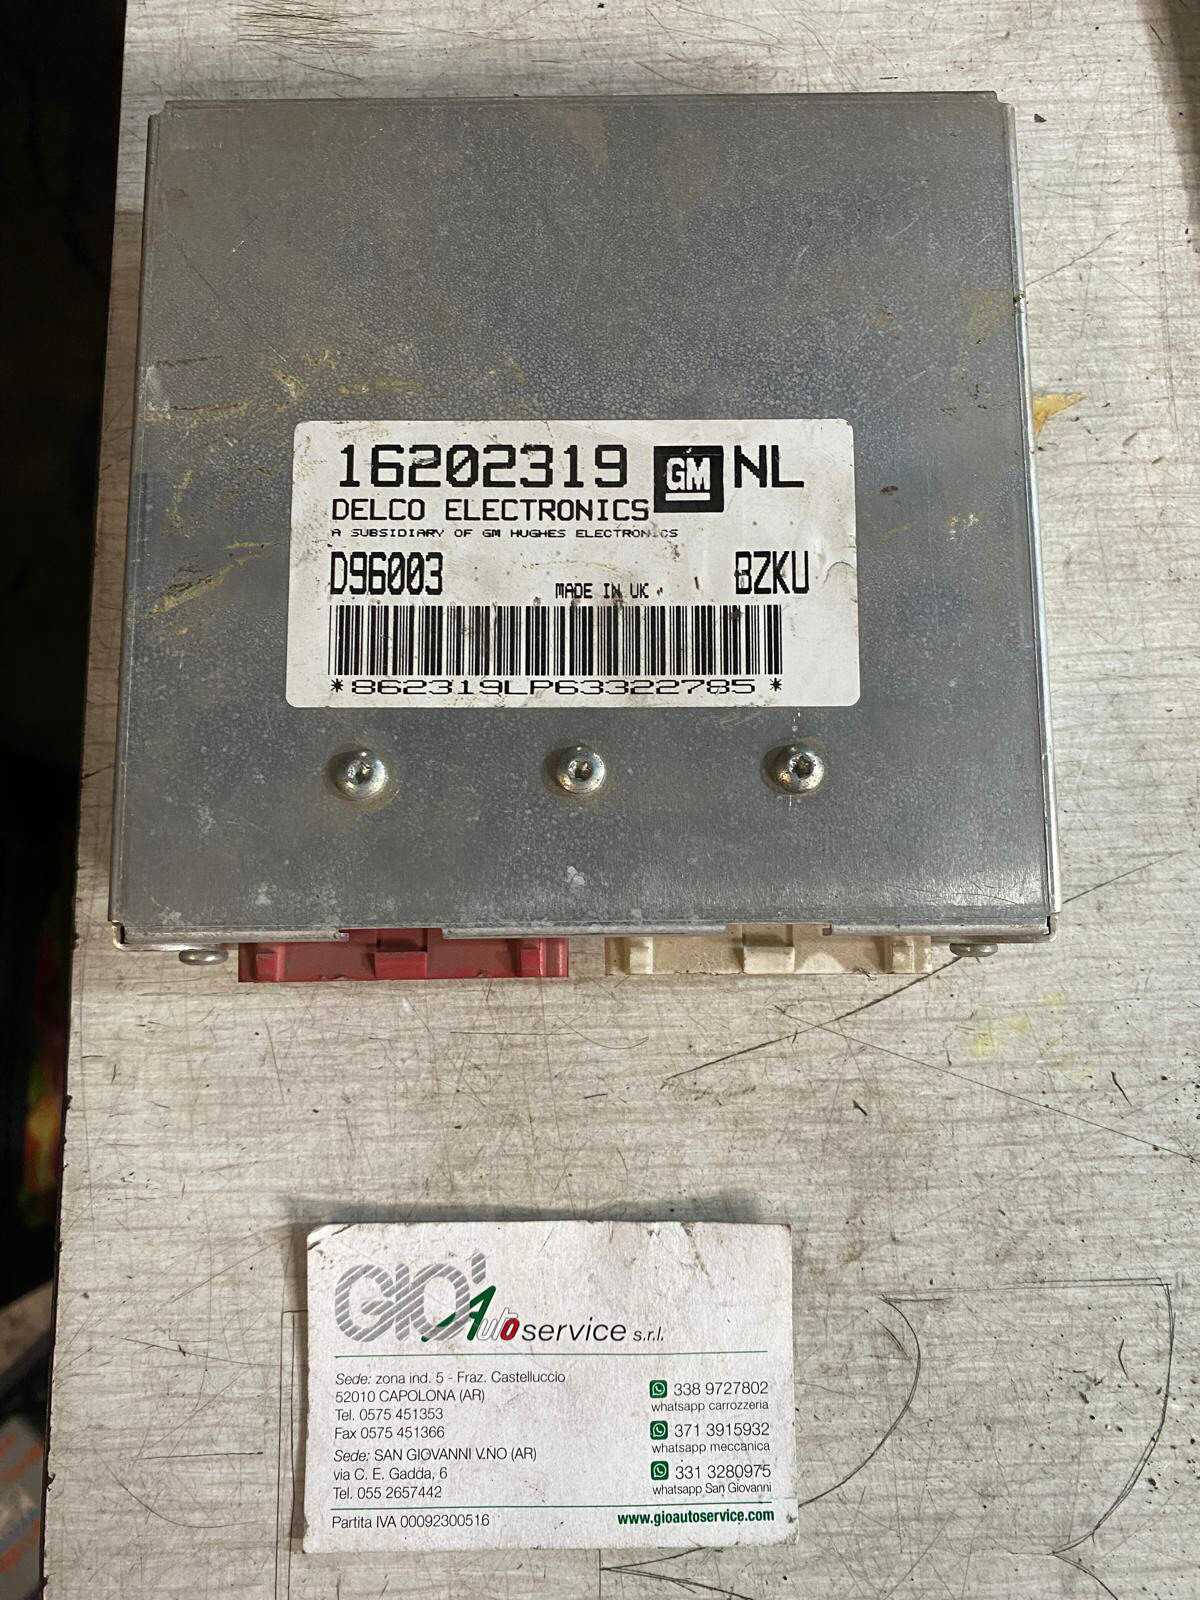 16202319 GM NL
DELCO ELECTRONICS
A SUBSIDIARY OF GM HUGHES ELECTRONICS
D96003 MADE IN UK BZKU
*862319LP63322785*
GIO' Auto service s.r.l.
Sede: zona ind. 5 - Fraz. Castelluccio
52010 CAPOLONA (AR)
Tel. 0575 451353
Fax 0575 451366
Sede: SAN GIOVANNI V.NO (AR)
via C. E. Gadda, 6
Tel. 055 2657442
338 9727802
whatsapp carrozzeria
371 3915932
whatsapp meccanica
331 3280975
whatsapp San Giovanni
Partita IVA 00092300516
www.gioautoservice.com